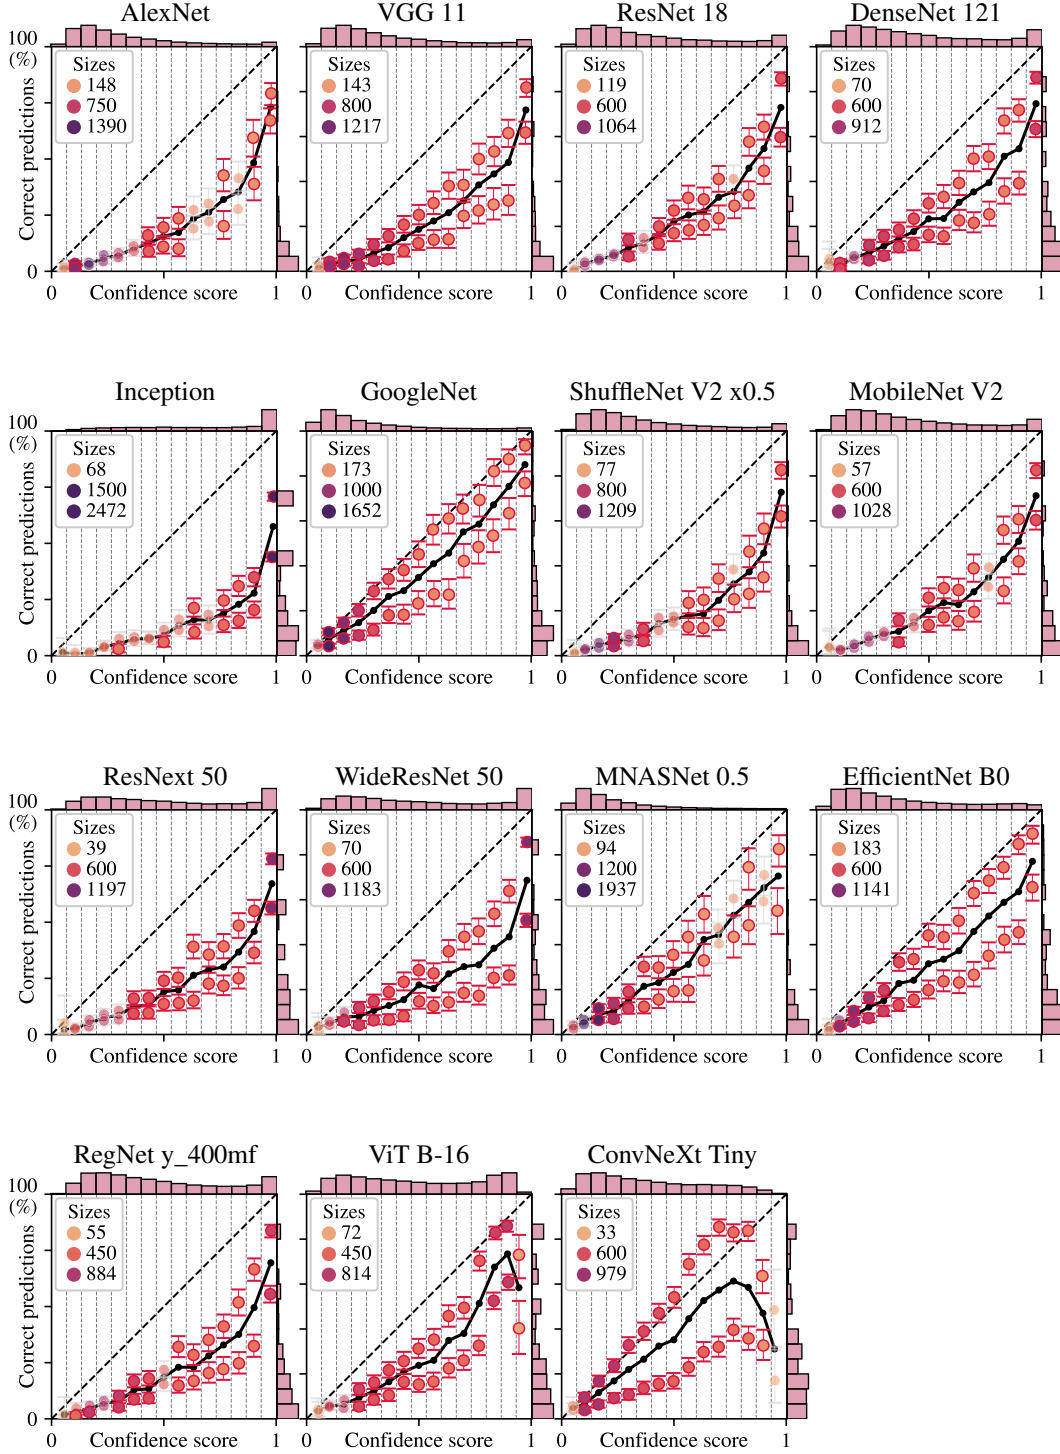 AlexNet
VGG 11
ResNet 18
DenseNet 121
100
(%)
Correct predictions
Sizes
148
750
1390
Sizes
143
800
1217
Sizes
119
600
1064
Sizes
70
600
912
0 Confidence score 1
0 Confidence score 1
0 Confidence score 1
0 Confidence score 1
Inception
GoogleNet
ShuffleNet V2 x0.5
MobileNet V2
100
(%)
Correct predictions
Sizes
68
1500
2472
Sizes
173
1000
1652
Sizes
77
800
1209
Sizes
57
600
1028
0 Confidence score 1
0 Confidence score 1
0 Confidence score 1
0 Confidence score 1
ResNext 50
WideResNet 50
MNASNet 0.5
EfficientNet B0
100
(%)
Correct predictions
Sizes
39
600
1197
Sizes
70
600
1183
Sizes
94
1200
1937
Sizes
183
600
1141
0 Confidence score 1
0 Confidence score 1
0 Confidence score 1
0 Confidence score 1
RegNet y_400mf
ViT B-16
ConvNeXt Tiny
100
(%)
Correct predictions
Sizes
55
450
884
Sizes
72
450
814
Sizes
33
600
979
0 Confidence score 1
0 Confidence score 1
0 Confidence score 1